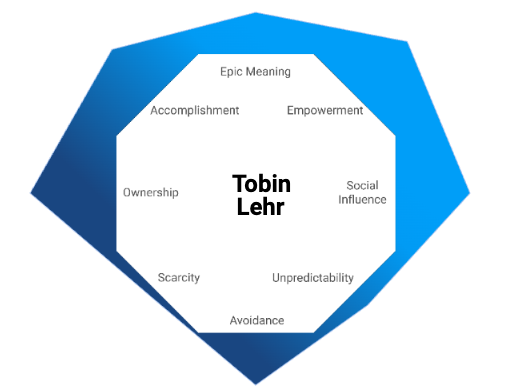 Epic Meaning
Accomplishment
Empowerment
Tobin
Lehr
Ownership
Social
Influence
Scarcity
Unpredictability
Avoidance